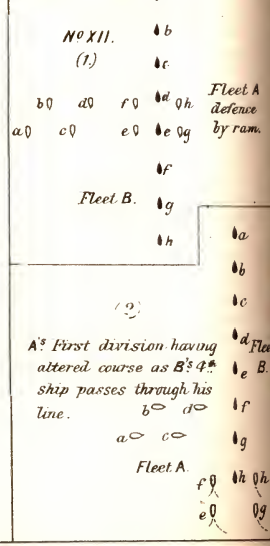 Nº XII.
(1.)
b
c
b d f d h
a c e e g
f
g
h
Fleet A
defence
by ram.
Fleet B.
(2)
A's First division having
altered course as B's 4th
ship passes through his
line.
a
b
c
d
e
f
g
h
B.
b d
a c
Fleet A.
f h
e g